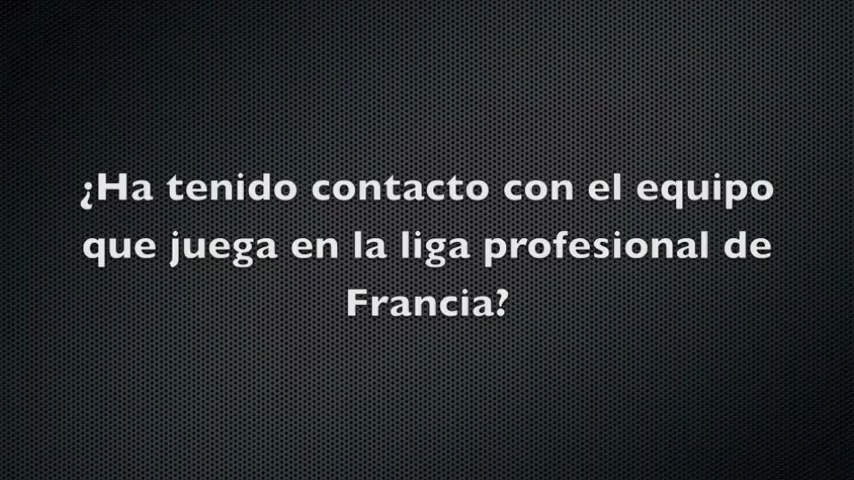 ¿Ha tenido contacto con el equipo
que juega en la liga profesional de
Francia?